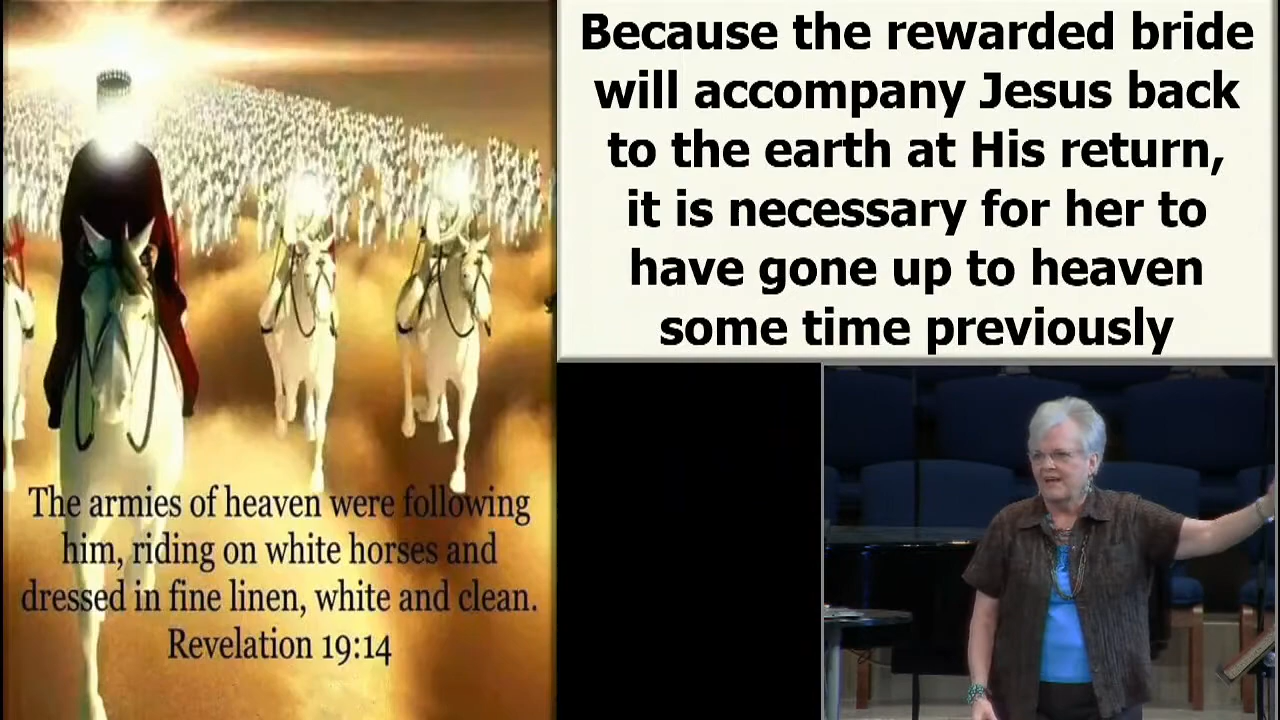 Because the rewarded bride
will accompany Jesus back
to the earth at His return,
it is necessary for her to
have gone up to heaven
some time previously
The armies of heaven were following
him, riding on white horses and
dressed in fine linen, white and clean.
Revelation 19:14